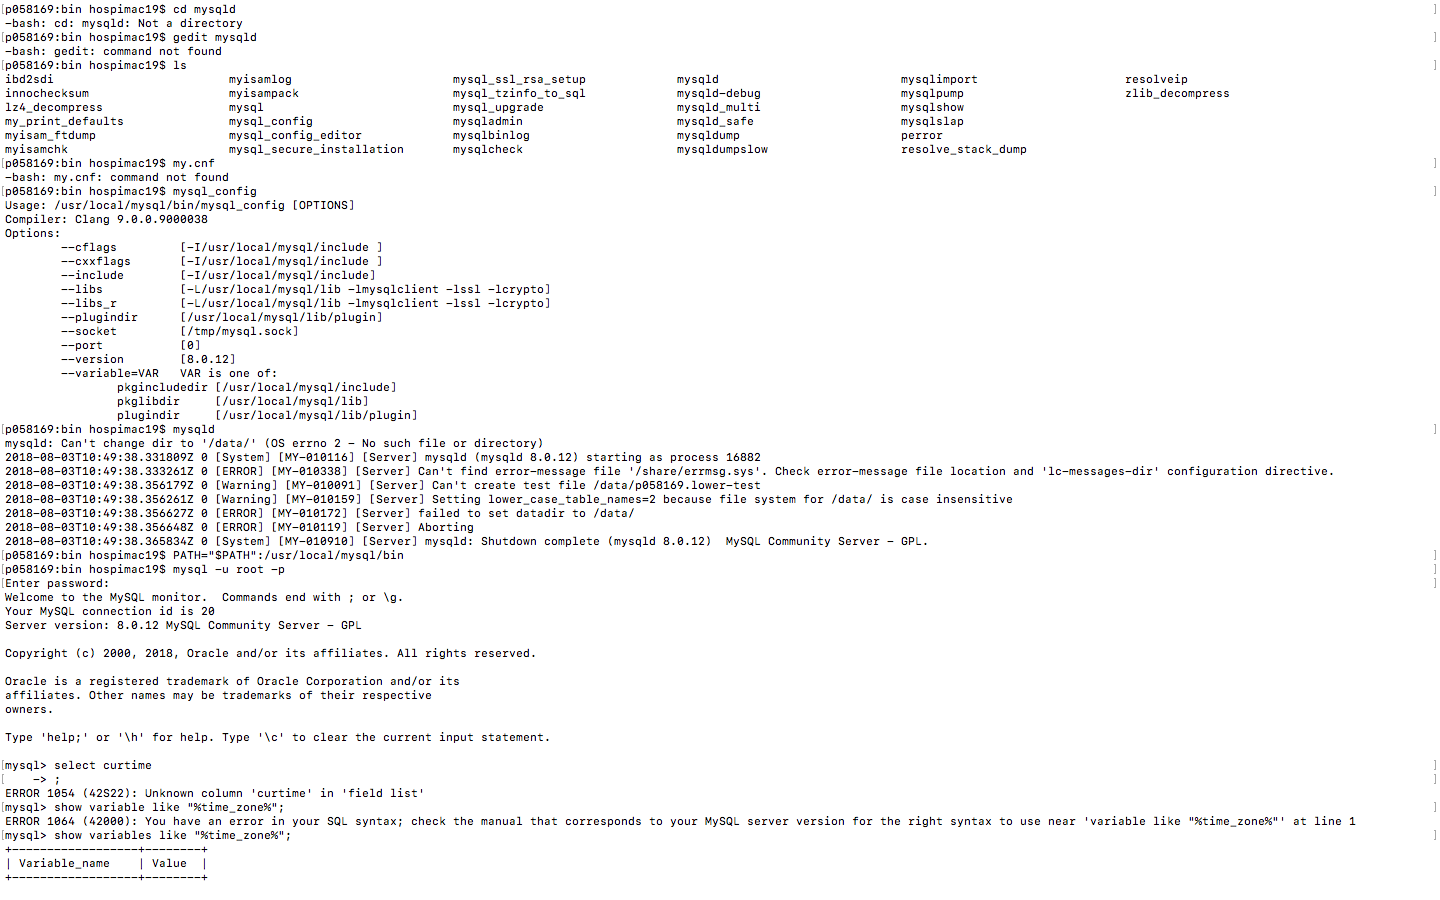 [p058169:bin hospimac19$ cd mysqld ]
-bash: cd: mysqld: Not a directory
[p058169:bin hospimac19$ gedit mysqld ]
-bash: gedit: command not found
[p058169:bin hospimac19$ ls ]
ibd2sdi myisamlog mysql_ssl_rsa_setup mysqld mysqlimport resolveip
innochecksum myisampack mysql_tzinfo_to_sql mysqld-debug mysqlpump zlib_decompress
lz4_decompress mysql mysql_upgrade mysqld_multi mysqlshow
my_print_defaults mysql_config mysqladmin mysqld_safe mysqlslap
myisam_ftdump mysql_config_editor mysqlbinlog mysqldump perror
myisamchk mysql_secure_installation mysqlcheck mysqldumpslow resolve_stack_dump
[p058169:bin hospimac19$ my.cnf ]
-bash: my.cnf: command not found
[p058169:bin hospimac19$ mysql_config ]
Usage: /usr/local/mysql/bin/mysql_config [OPTIONS]
Compiler: Clang 9.0.0.9000038
Options:
--cflags [-I/usr/local/mysql/include ]
--cxxflags [-I/usr/local/mysql/include ]
--include [-I/usr/local/mysql/include]
--libs [-L/usr/local/mysql/lib -lmysqlclient -lssl -lcrypto]
--libs_r [-L/usr/local/mysql/lib -lmysqlclient -lssl -lcrypto]
--plugindir [/usr/local/mysql/lib/plugin]
--socket [/tmp/mysql.sock]
--port [0]
--version [8.0.12]
--variable=VAR VAR is one of:
pkgincludedir [/usr/local/mysql/include]
pkglibdir [/usr/local/mysql/lib]
plugindir [/usr/local/mysql/lib/plugin]
[p058169:bin hospimac19$ mysqld ]
mysqld: Can't change dir to '/data/' (OS errno 2 - No such file or directory)
2018-08-03T10:49:38.331809Z 0 [System] [MY-010116] [Server] mysqld (mysqld 8.0.12) starting as process 16882
2018-08-03T10:49:38.333261Z 0 [ERROR] [MY-010338] [Server] Can't find error-message file '/share/errmsg.sys'. Check error-message file location and 'lc-messages-dir' configuration directive.
2018-08-03T10:49:38.356179Z 0 [Warning] [MY-010091] [Server] Can't create test file /data/p058169.lower-test
2018-08-03T10:49:38.356261Z 0 [Warning] [MY-010159] [Server] Setting lower_case_table_names=2 because file system for /data/ is case insensitive
2018-08-03T10:49:38.356627Z 0 [ERROR] [MY-010172] [Server] failed to set datadir to /data/
2018-08-03T10:49:38.356648Z 0 [ERROR] [MY-010119] [Server] Aborting
2018-08-03T10:49:38.365834Z 0 [System] [MY-010910] [Server] mysqld: Shutdown complete (mysqld 8.0.12)  MySQL Community Server - GPL.
[p058169:bin hospimac19$ PATH="$PATH":/usr/local/mysql/bin ]
[p058169:bin hospimac19$ mysql -u root -p ]
[Enter password: ]
Welcome to the MySQL monitor.  Commands end with ; or \g.
Your MySQL connection id is 20
Server version: 8.0.12 MySQL Community Server - GPL
Copyright (c) 2000, 2018, Oracle and/or its affiliates. All rights reserved.
Oracle is a registered trademark of Oracle Corporation and/or its
affiliates. Other names may be trademarks of their respective
owners.
Type 'help;' or '\h' for help. Type '\c' to clear the current input statement.
[mysql> select curtime ]
[ -> ; ]
ERROR 1054 (42S22): Unknown column 'curtime' in 'field list'
[mysql> show variable like "%time_zone%"; ]
ERROR 1064 (42000): You have an error in your SQL syntax; check the manual that corresponds to your MySQL server version for the right syntax to use near 'variable like "%time_zone%"' at line 1
[mysql> show variables like "%time_zone%"; ]
+------------------+--------+
| Variable_name | Value |
+------------------+--------+